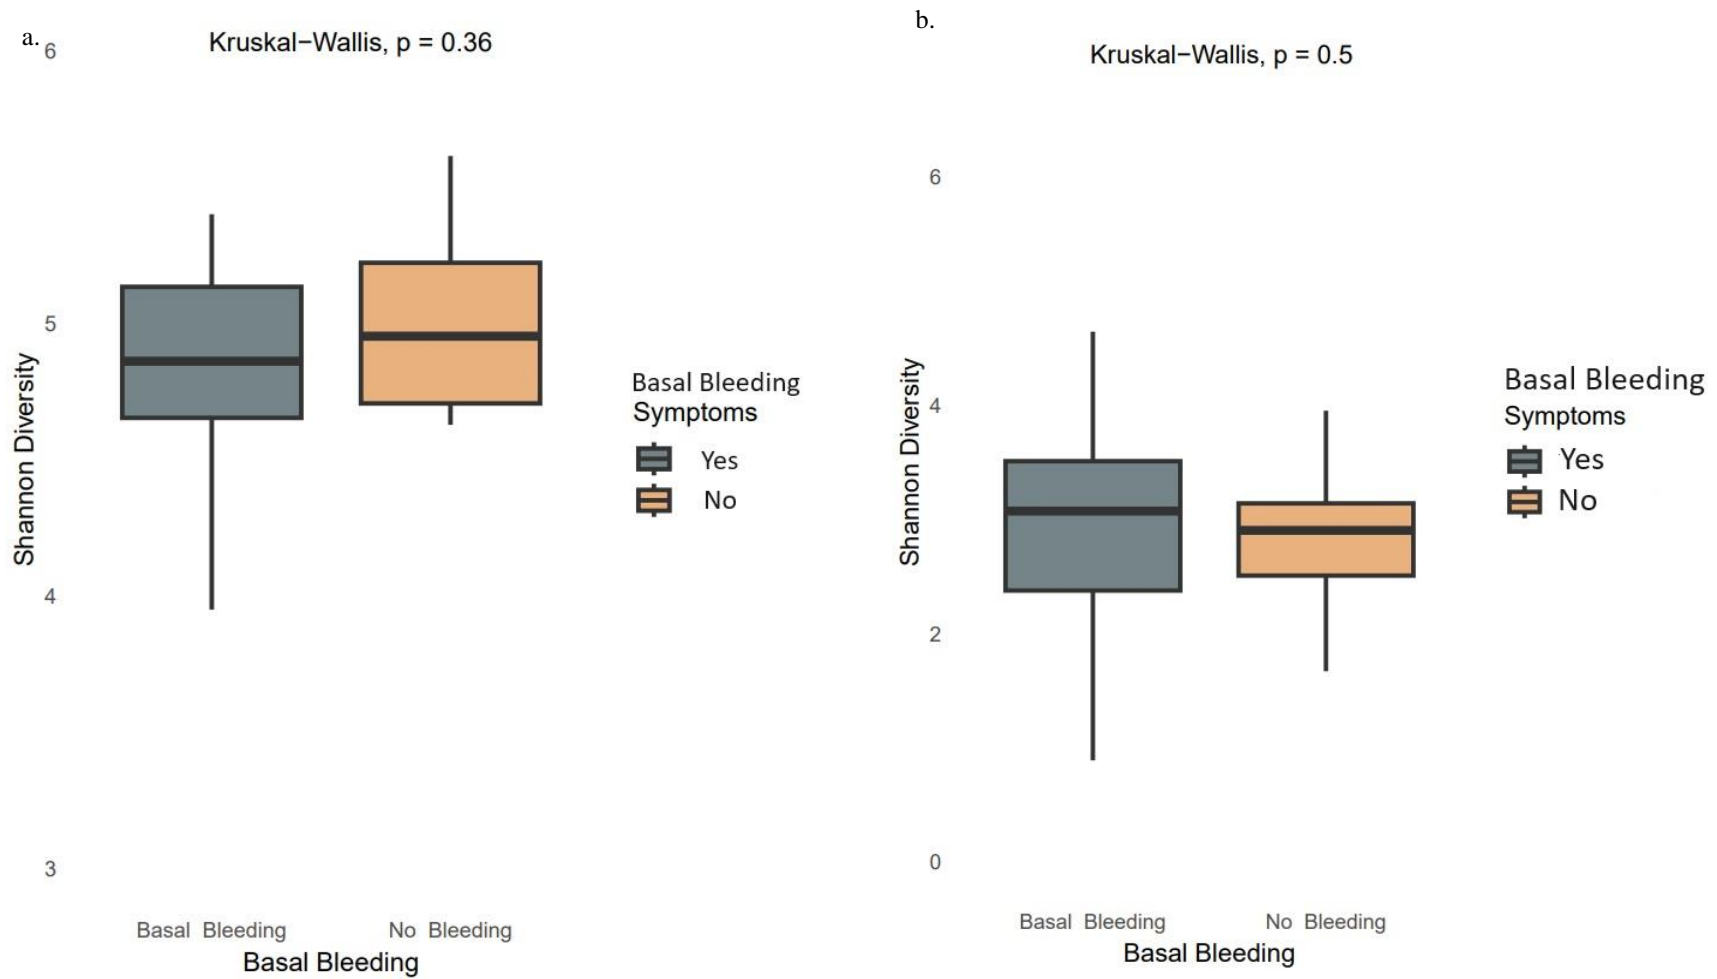 a.
Kruskal−Wallis, p = 0.36
6
5
4
3
Shannon Diversity
Basal Bleeding
No Bleeding
Basal Bleeding
Basal Bleeding
Symptoms
Yes
No
b.
Kruskal−Wallis, p = 0.5
6
4
2
0
Shannon Diversity
Basal Bleeding
No Bleeding
Basal Bleeding
Basal Bleeding
Symptoms
Yes
No